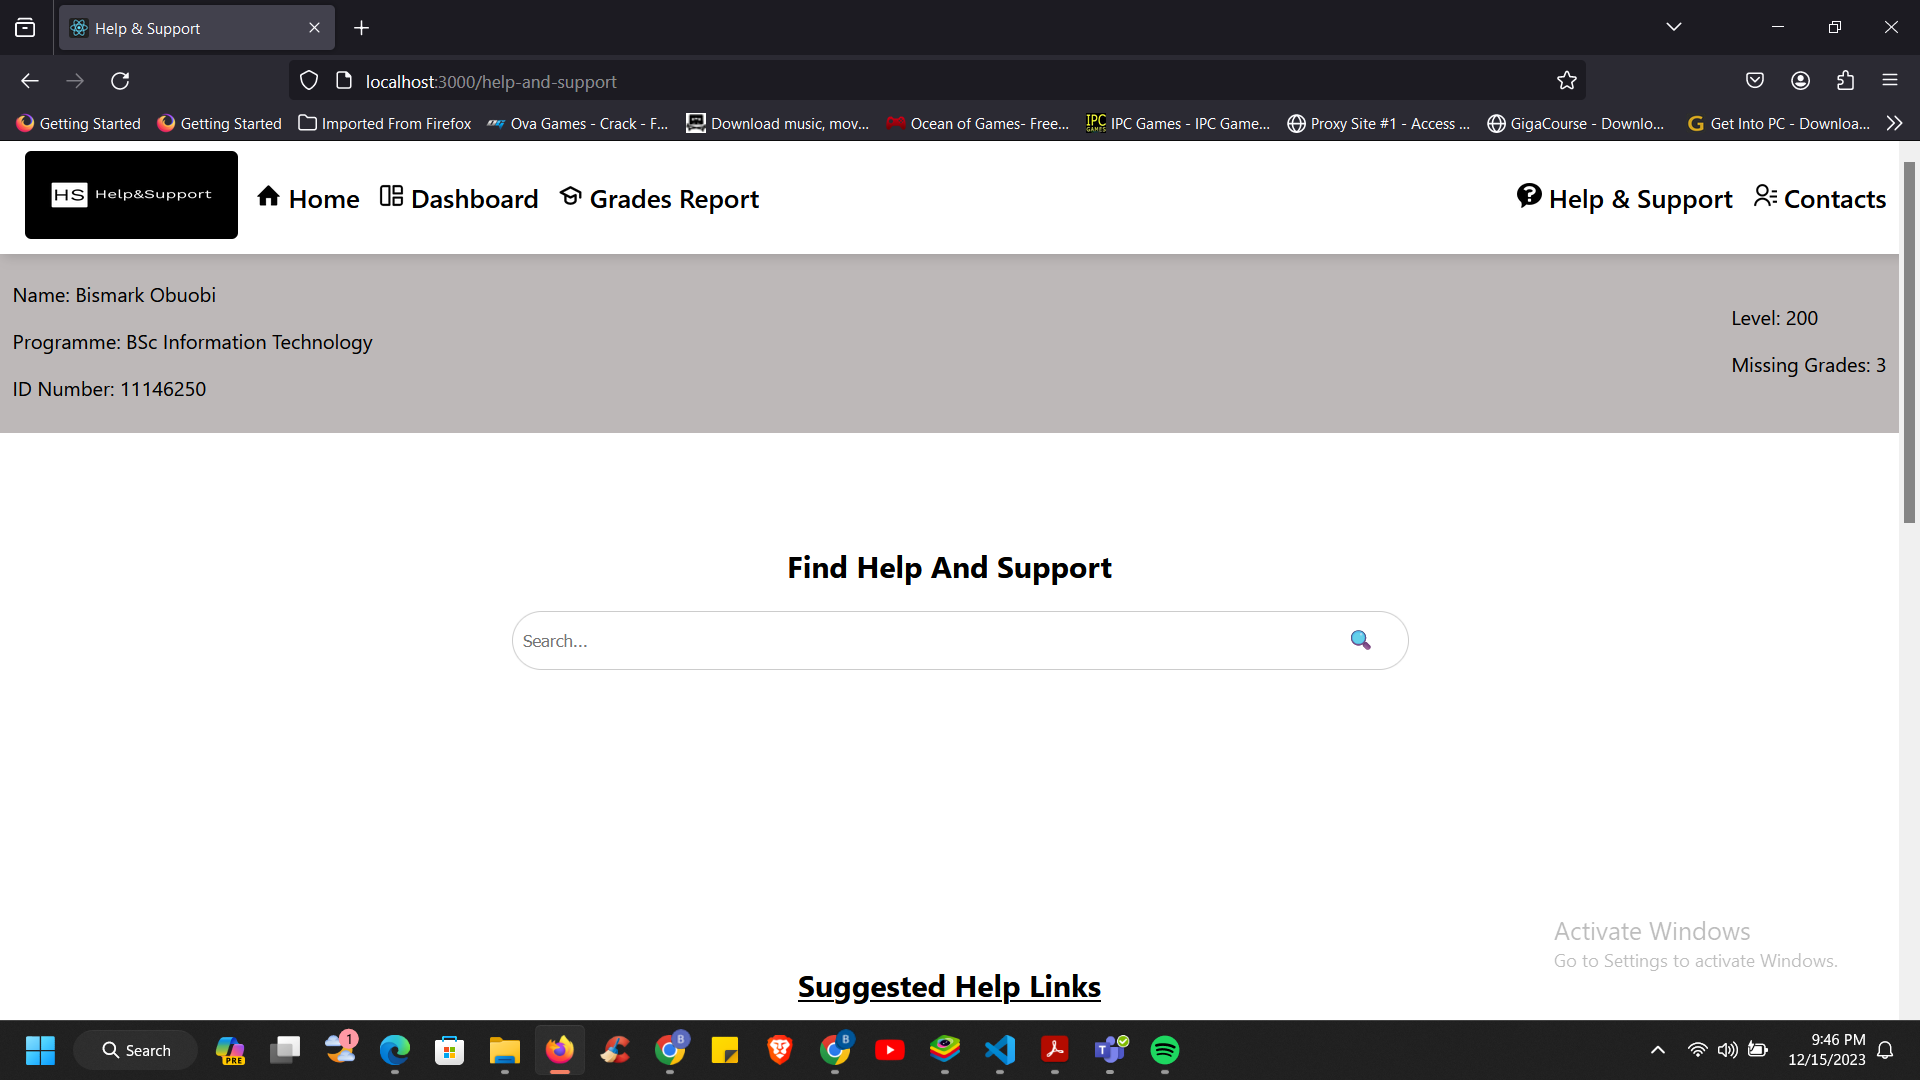 Help & Support
localhost:3000/help-and-support
Getting Started
Getting Started
Imported From Firefox
Ova Games - Crack - F...
Download music, mov...
Ocean of Games- Free...
IPC GAMES
IPC Games - IPC Game...
Proxy Site #1 - Access ...
GigaCourse - Downlo...
G
Get Into PC - Downloa...
HS Help&Support
Home
Dashboard
Grades Report
Help & Support
Contacts
Name: Bismark Obuobi
Programme: BSc Information Technology
ID Number: 11146250
Level: 200
Missing Grades: 3
Find Help And Support
Search...
Suggested Help Links
Activate Windows
Go to Settings to activate Windows.
Search
PRE
1
B
B
T
9:46 PM
12/15/2023